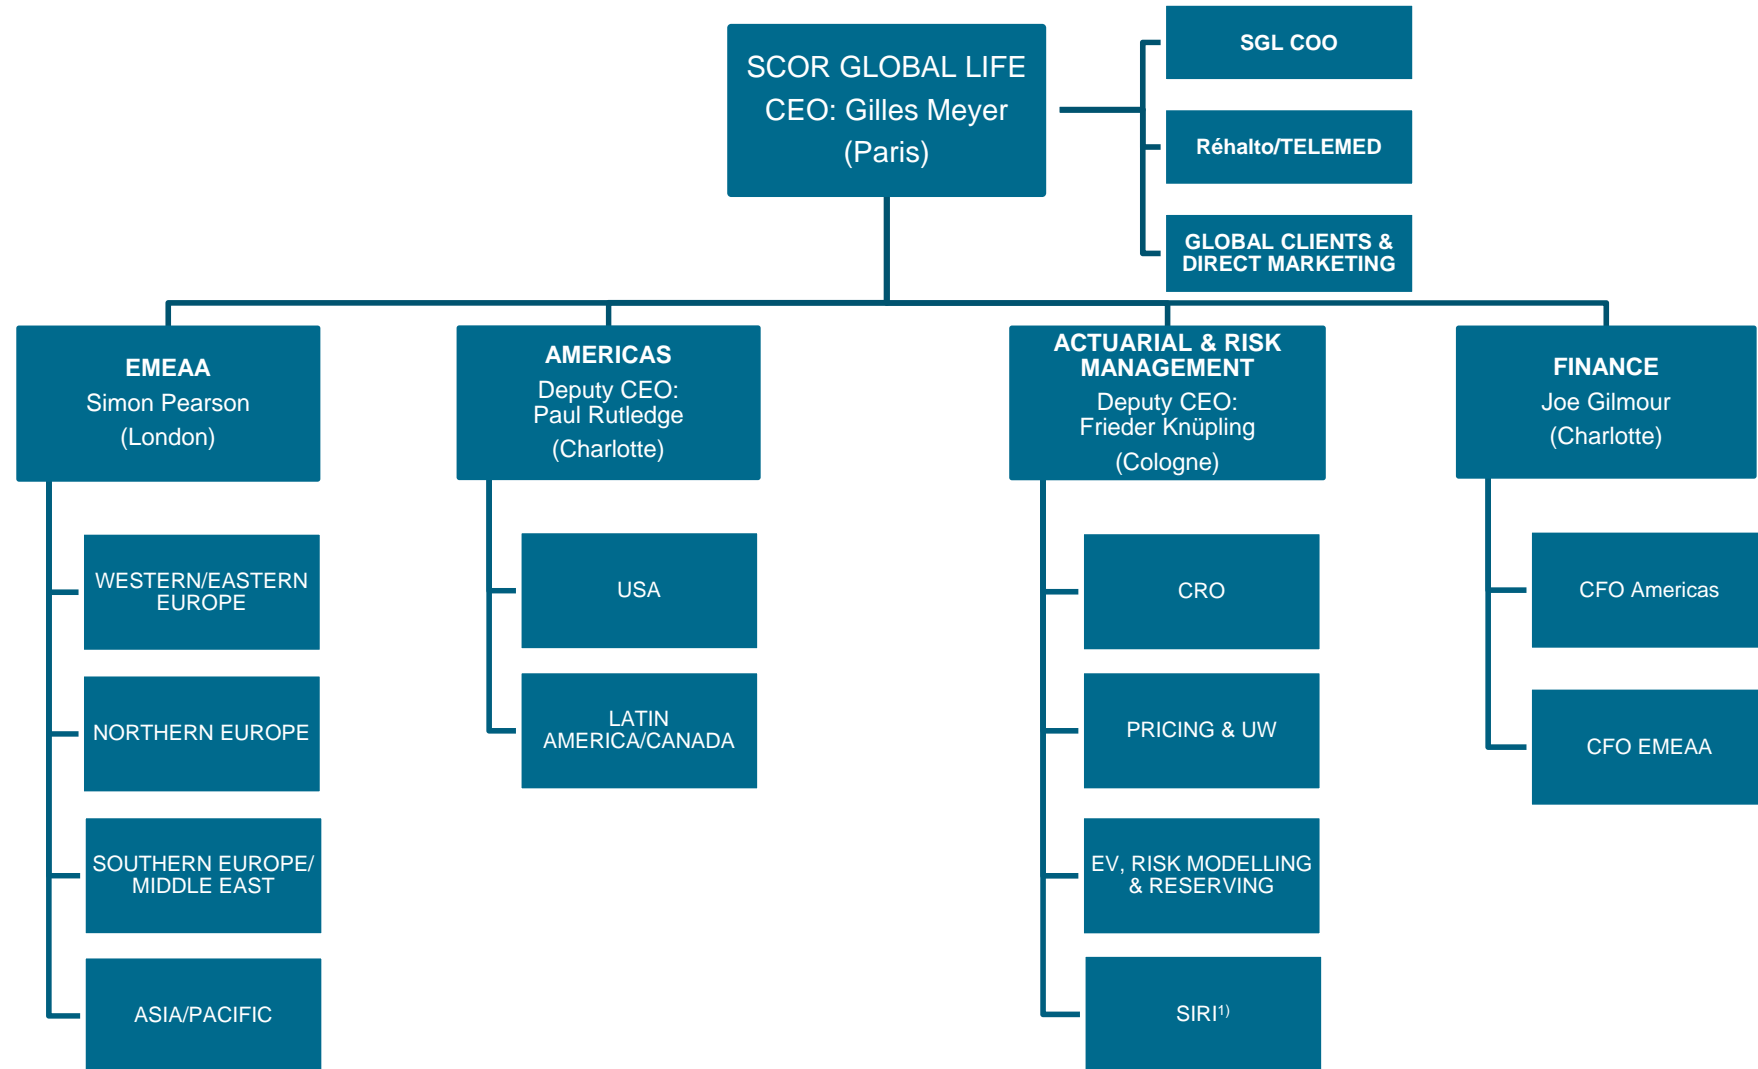 SCOR GLOBAL LIFE
CEO: Gilles Meyer
(Paris)
SGL COO
Réhalto/TELEMED
GLOBAL CLIENTS &
DIRECT MARKETING
EMEAA
Simon Pearson
(London)
AMERICAS
Deputy CEO:
Paul Rutledge
(Charlotte)
ACTUARIAL & RISK
MANAGEMENT
Deputy CEO:
Frieder Knüpling
(Cologne)
FINANCE
Joe Gilmour
(Charlotte)
WESTERN/EASTERN
EUROPE
NORTHERN EUROPE
SOUTHERN EUROPE/
MIDDLE EAST
ASIA/PACIFIC
USA
LATIN
AMERICA/CANADA
CRO
PRICING & UW
EV, RISK MODELLING
& RESERVING
SIRI¹⁾
CFO Americas
CFO EMEAA